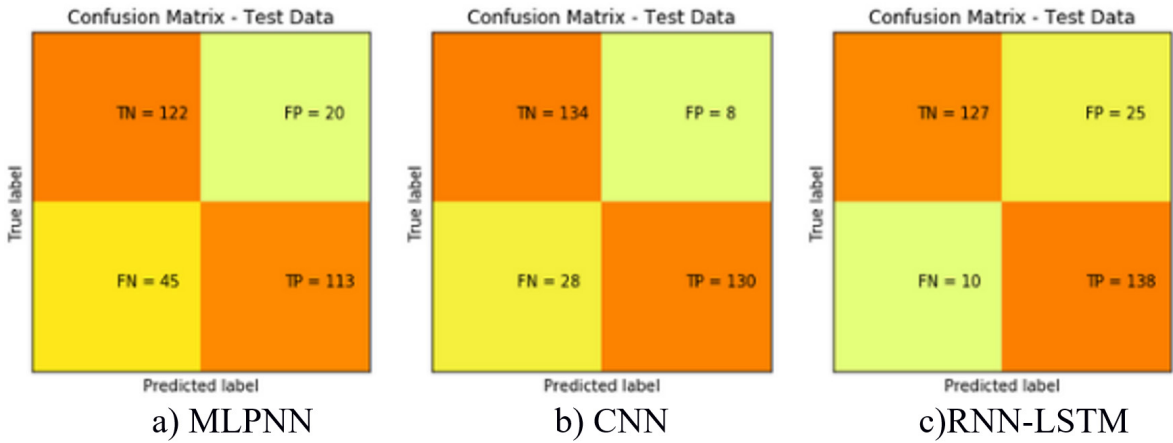 Confusion Matrix - Test Data
True label
TN = 122
FP = 20
FN = 45
TP = 113
Predicted label
a) MLPNN
Confusion Matrix - Test Data
True label
TN = 134
FP = 8
FN = 28
TP = 130
Predicted label
b) CNN
Confusion Matrix - Test Data
True label
TN = 127
FP = 25
FN = 10
TP = 138
Predicted label
c)RNN-LSTM